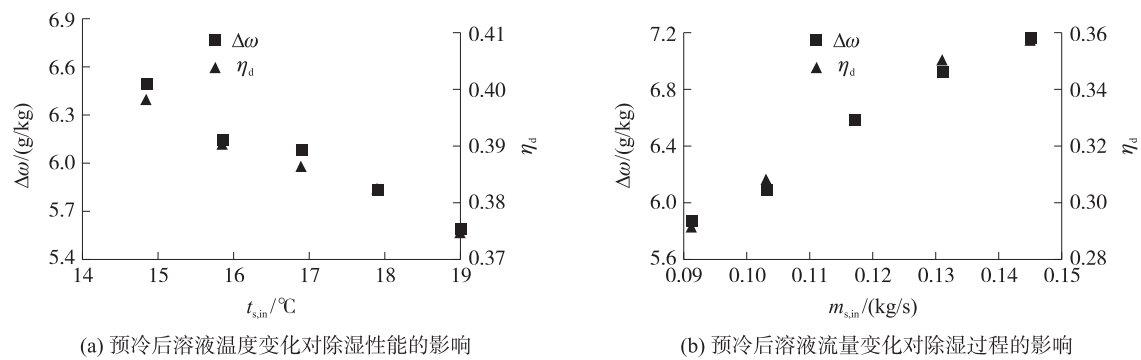 6.9
6.6
6.3
6.0
5.7
5.4
Δω/(g/kg)
Δω
η_d
0.41
0.40
0.39
0.38
0.37
η_d
14 15 16 17 18 19
t_s,in/℃
(a) 预冷后溶液温度变化对除湿性能的影响
7.2
6.8
6.4
6.0
5.6
Δω/(g/kg)
Δω
η_d
0.36
0.34
0.32
0.30
0.28
η_d
0.09 0.10 0.11 0.12 0.13 0.14 0.15
m_s,in/(kg/s)
(b) 预冷后溶液流量变化对除湿过程的影响